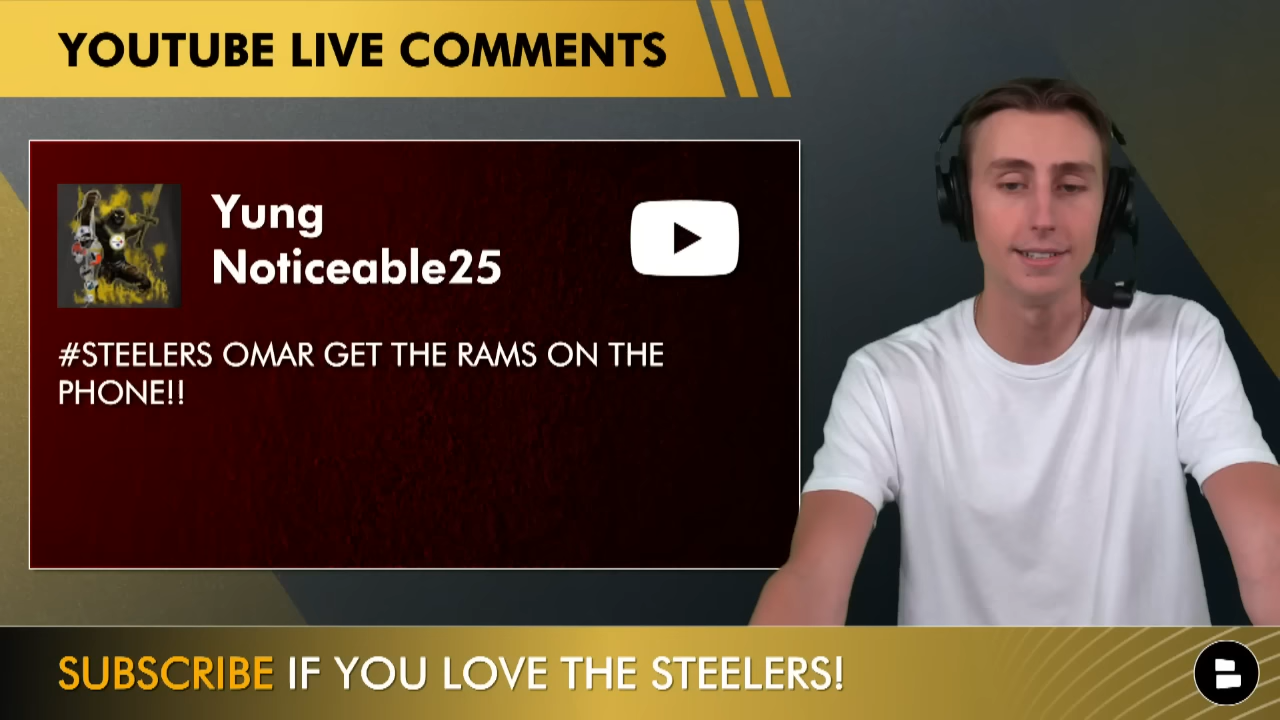 YOUTUBE LIVE COMMENTS
Yung
Noticeable25
#STEELERS OMAR GET THE RAMS ON THE
PHONE!!
SUBSCRIBE IF YOU LOVE THE STEELERS!